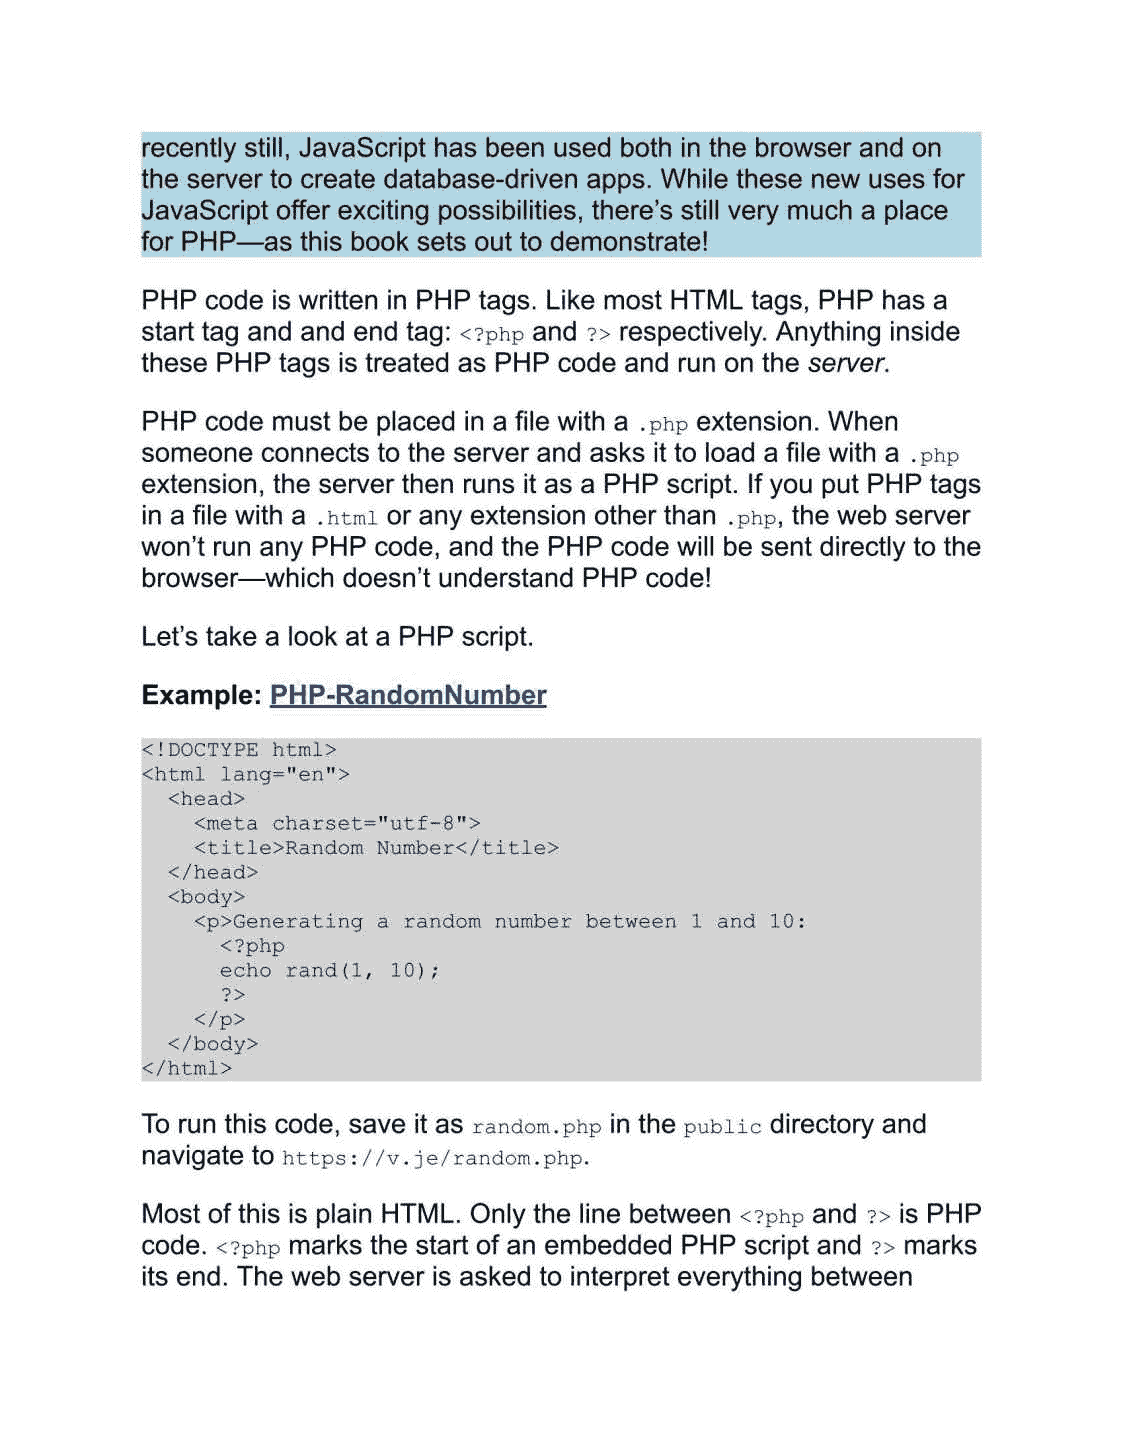 recently still, JavaScript has been used both in the browser and on
the server to create database-driven apps. While these new uses for
JavaScript offer exciting possibilities, there’s still very much a place
for PHP—as this book sets out to demonstrate!
PHP code is written in PHP tags. Like most HTML tags, PHP has a
start tag and and end tag: <?php and ?> respectively. Anything inside
these PHP tags is treated as PHP code and run on the server.
PHP code must be placed in a file with a .php extension. When
someone connects to the server and asks it to load a file with a .php
extension, the server then runs it as a PHP script. If you put PHP tags
in a file with a .html or any extension other than .php, the web server
won’t run any PHP code, and the PHP code will be sent directly to the
browser—which doesn’t understand PHP code!
Let’s take a look at a PHP script.
Example: PHP-RandomNumber
<!DOCTYPE html>
<html lang="en">
  <head>
    <meta charset="utf-8">
    <title>Random Number</title>
  </head>
  <body>
    <p>Generating a random number between 1 and 10:
      <?php
      echo rand(1, 10);
      ?>
    </p>
  </body>
</html>
To run this code, save it as random.php in the public directory and
navigate to https://v.je/random.php.
Most of this is plain HTML. Only the line between <?php and ?> is PHP
code. <?php marks the start of an embedded PHP script and ?> marks
its end. The web server is asked to interpret everything between